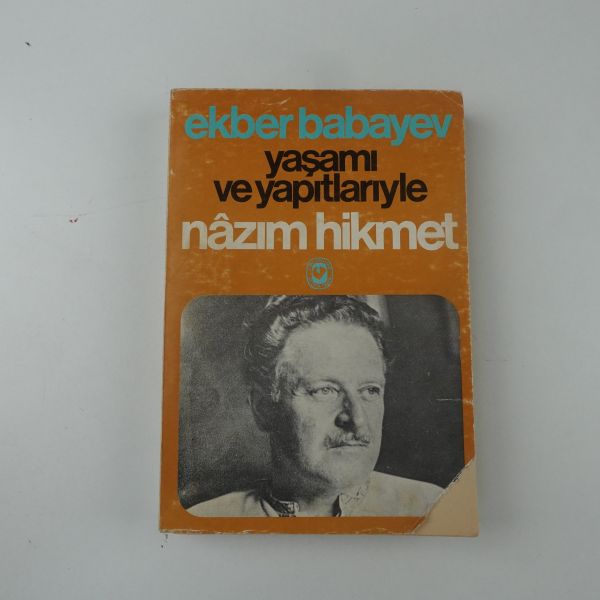 ekber babayev
yaşamı
ve yapıtlarıyle
nâzım hikmet